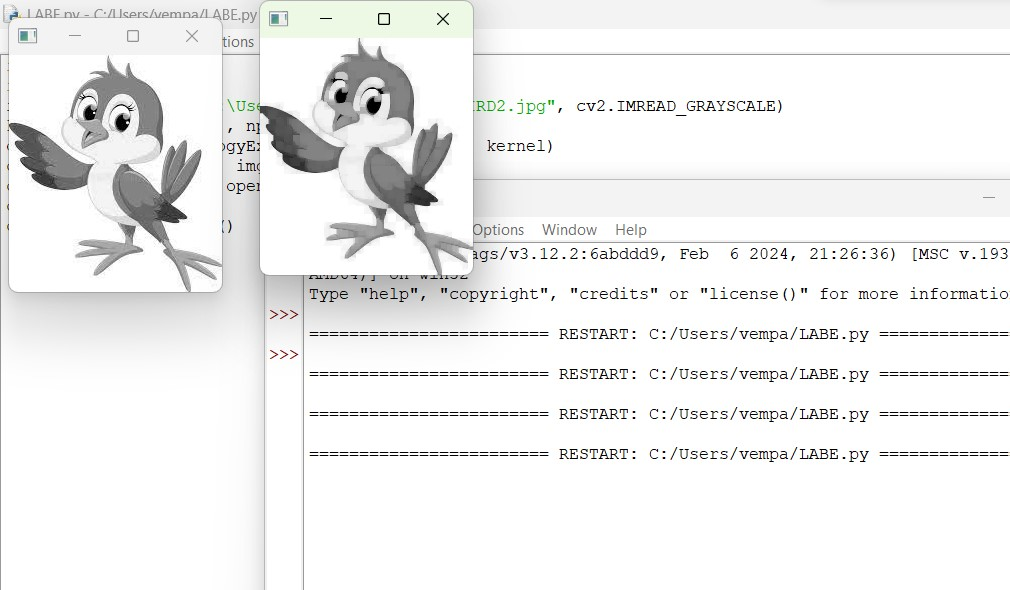 LABE.py - C:/Users/vempa/LABE.py
tions
\Use
IRD2.jpg", cv2.IMREAD_GRAYSCALE)
, np
ogyEx
kernel)
img
open
()
Options Window Help
ags/v3.12.2:6abddd9, Feb 6 2024, 21:26:36) [MSC v.193
AMD64)] on win32
Type "help", "copyright", "credits" or "license()" for more informatio
>>>
======================== RESTART: C:/Users/vempa/LABE.py =============
>>>
======================== RESTART: C:/Users/vempa/LABE.py =============
======================== RESTART: C:/Users/vempa/LABE.py =============
======================== RESTART: C:/Users/vempa/LABE.py =============